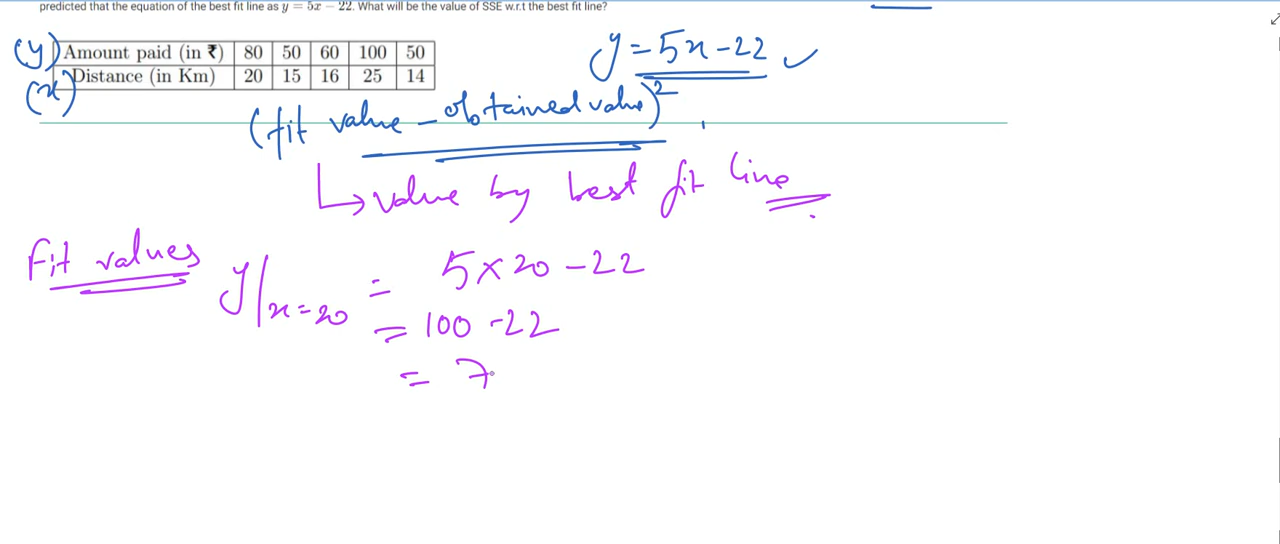 predicted that the equation of the best fit line as y = 5x − 22. What will be the value of SSE w.r.t the best fit line?
(y) Amount paid (in ₹) 80 50 60 100 50
(x) Distance (in Km) 20 15 16 25 14
y = 5x - 22 ✓
(fit value - obtained value)²
↳ value by best fit line
Fit values y|x=20 = 5 × 20 - 22
= 100 - 22
= 7